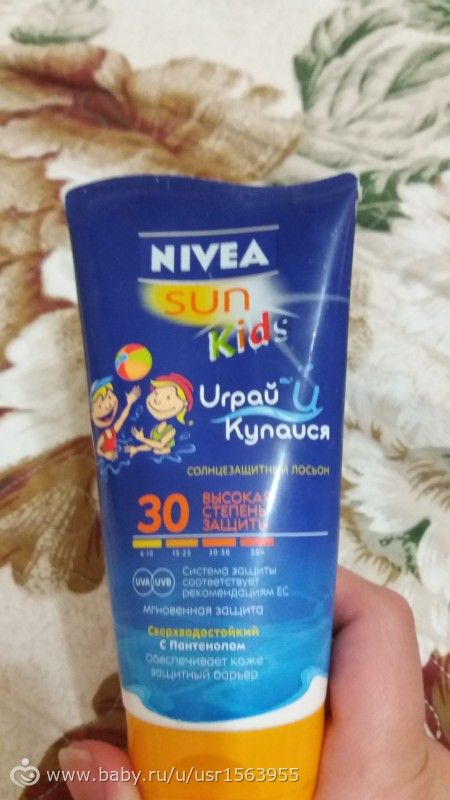 NIVEA
sun
Kids
Играй и
Купайся
СОЛНЦЕЗАЩИТНЫЙ ЛОСЬОН
30 ВЫСОКАЯ
СТЕПЕНЬ
ЗАЩИТЫ
6-10 15-25 30-50 50+
UVA UVB
Система защиты
соответствует
рекомендациям ЕС
Мгновенная защита
Сверхводостойкий
С Пантенолом
Обеспечивает коже
защитный барьер
www.baby.ru/u/usr1563955